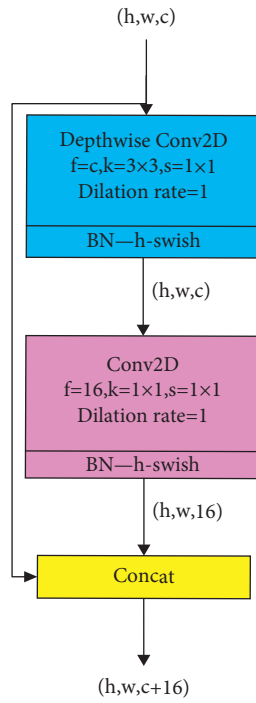 (h,w,c)
Depthwise Conv2D
f=c,k=3×3,s=1×1
Dilation rate=1
BN—h-swish
(h,w,c)
Conv2D
f=16,k=1×1,s=1×1
Dilation rate=1
BN—h-swish
(h,w,16)
Concat
(h,w,c+16)